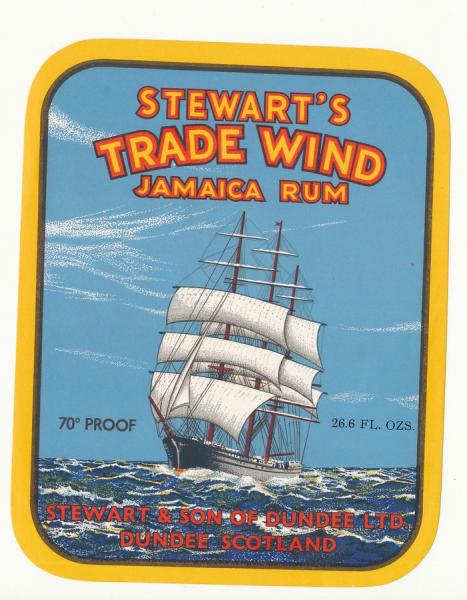 STEWART'S
TRADE WIND
JAMAICA RUM
70° PROOF
26.6 FL. OZS.
STEWART & SON OF DUNDEE LTD.
DUNDEE SCOTLAND